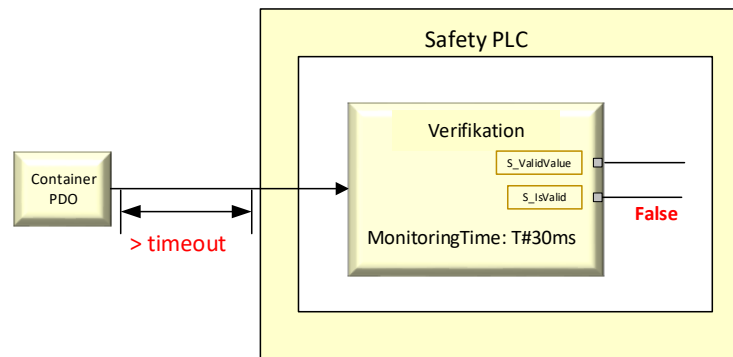 Safety PLC
Verifikation
S_ValidValue
S_IsValid
Container
PDO
False
MonitoringTime: T#30ms
> timeout